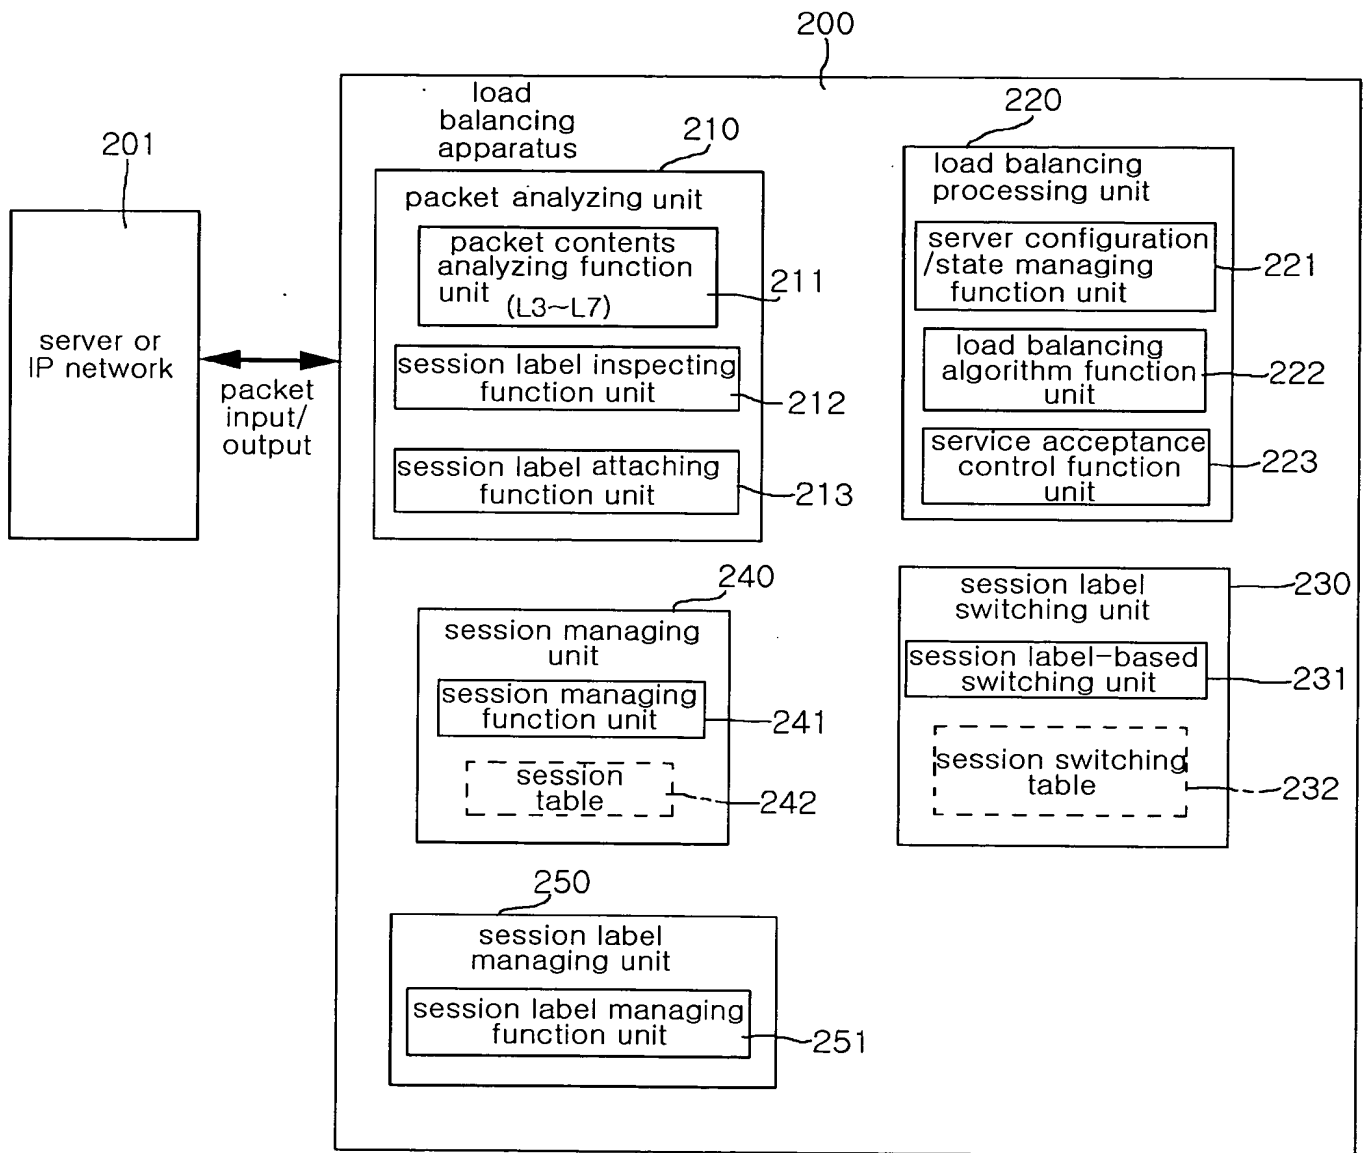 200
load
balancing
apparatus
201
server or
IP network
packet
input/
output
210
packet analyzing unit
packet contents
analyzing function
unit
(L3~L7)
211
session label inspecting
function unit
212
session label attaching
function unit
213
220
load balancing
processing unit
server configuration
/state managing
function unit
221
load balancing
algorithm function
unit
222
service acceptance
control function
unit
223
240
session managing
unit
session managing
function unit
241
session
table
242
230
session label
switching unit
session label-based
switching unit
231
session switching
table
232
250
session label
managing unit
session label managing
function unit
251